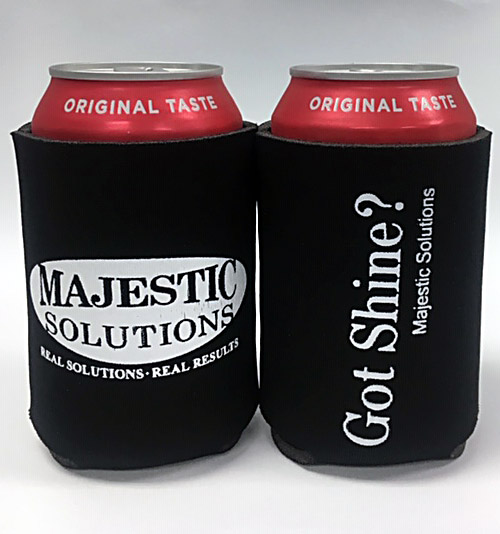 ORIGINAL TASTE
MAJESTIC
SOLUTIONS
REAL SOLUTIONS · REAL RESULTS
ORIGINAL TASTE
Got Shine?
Majestic Solutions